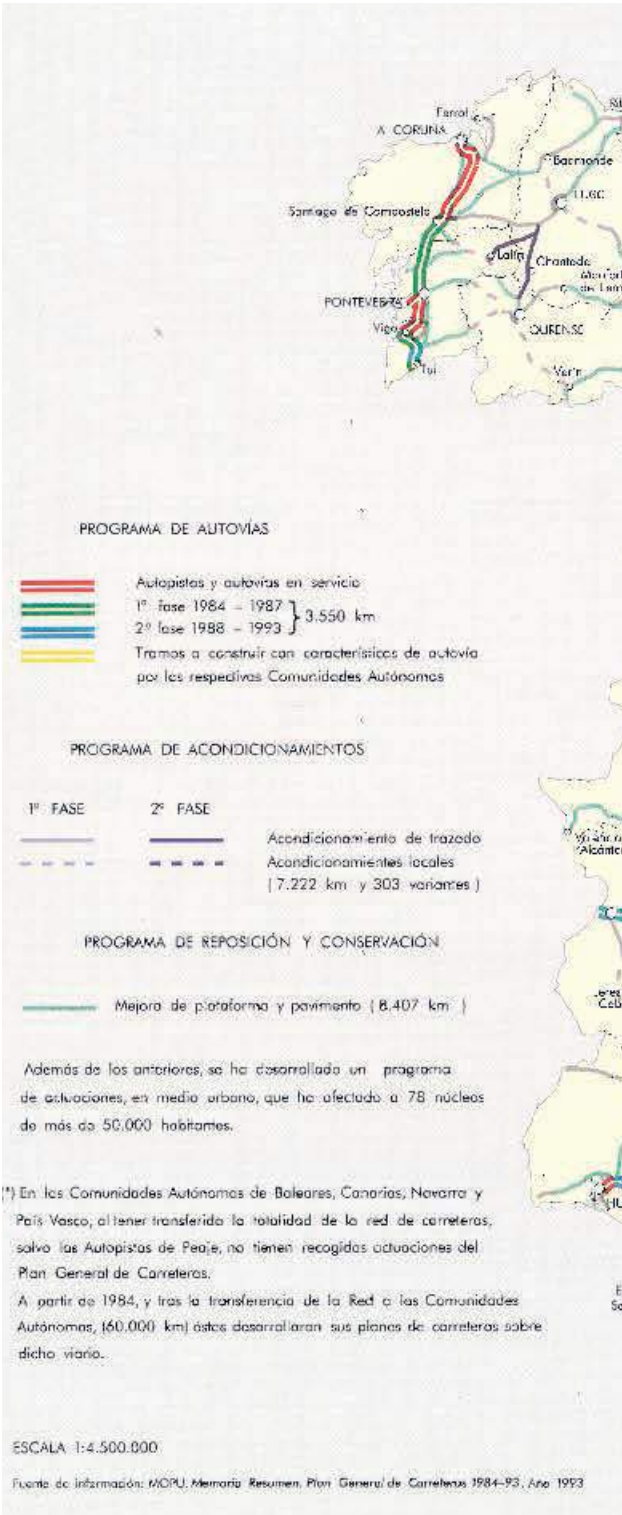 Ferrol
A CORUÑA
Baamonde
LUGO
Santiago de Compostela
Lalín
Chantada
PONTEVEDRA
Vigo
OURENSE
Tui
Verín
PROGRAMA DE AUTOVÍAS
Autopistas y autovías en servicio
1ª fase 1984 - 1987
2ª fase 1988 - 1993
} 3.550 km
Tramos a construir con características de autovía
por las respectivas Comunidades Autónomas
PROGRAMA DE ACONDICIONAMIENTOS
1ª FASE 2ª FASE
Acondicionamiento de trazado
Acondicionamientos locales
(7.222 km y 303 variantes)
PROGRAMA DE REPOSICIÓN Y CONSERVACIÓN
Mejora de plataforma y pavimento (8.407 km)
Además de los anteriores, se ha desarrollado un programa
de actuaciones, en medio urbano, que ha afectado a 78 núcleos
de más de 50.000 habitantes.
(*) En las Comunidades Autónomas de Baleares, Canarias, Navarra y
País Vasco, al tener transferida la totalidad de la red de carreteras,
salvo las Autopistas de Peaje, no tienen recogidas actuaciones del
Plan General de Carreteras.
A partir de 1984, y tras la transferencia de la Red a las Comunidades
Autónomas, (60.000 km) éstas desarrollaran sus planes de carreteras sobre
dicho viario.
ESCALA 1:4.500.000
Fuente de información: MOPU. Memoria Resumen. Plan General de Carreteras 1984-93. Año 1993